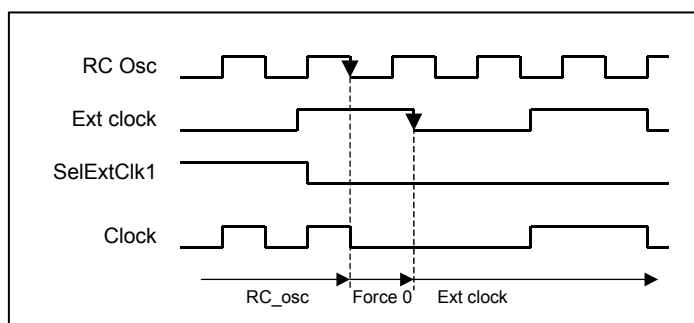 RC Osc
Ext clock
SelExtClk1
Clock
RC_osc Force 0 Ext clock